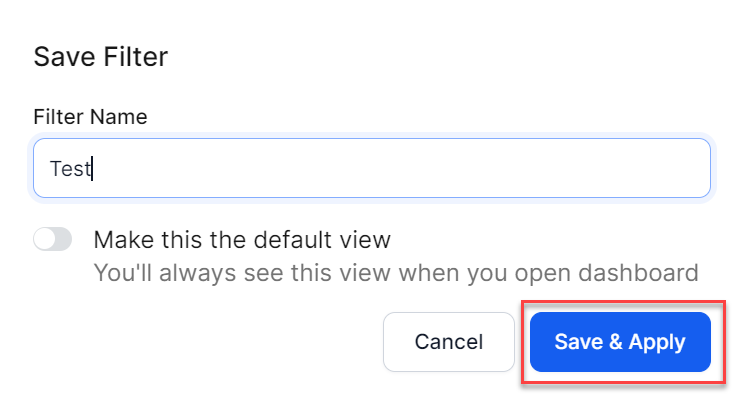 Save Filter
Filter Name
Test
Make this the default view
You'll always see this view when you open dashboard
Cancel
Save & Apply